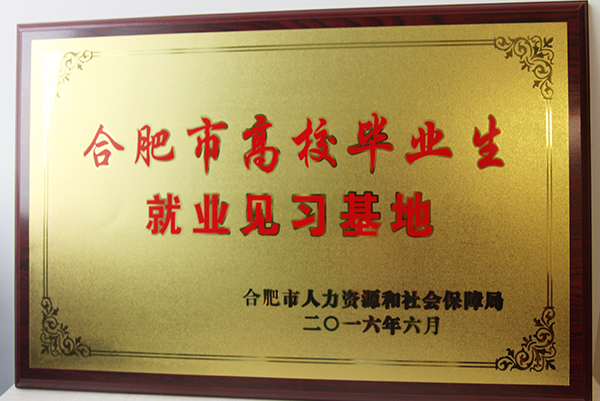 合肥市高校毕业生
就业见习基地
合肥市人力资源和社会保障局
二〇一六年六月